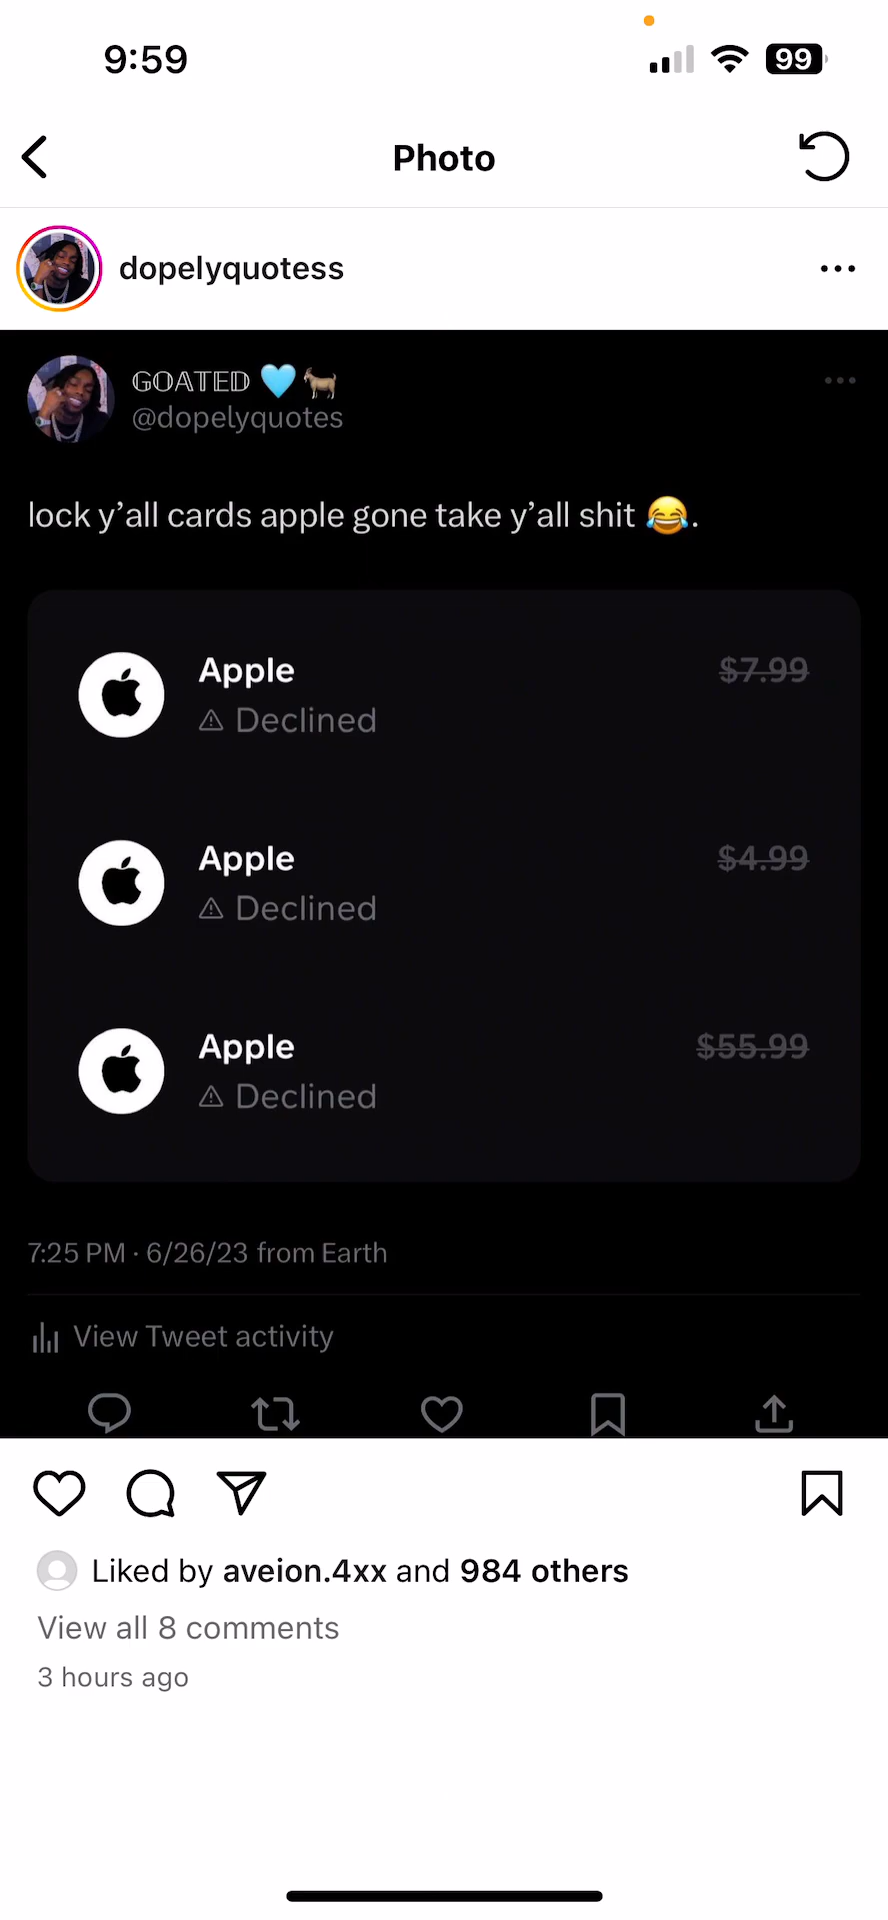 9:59
99
Photo
dopelyquotess
𝔾𝕆𝔸𝕋𝔼𝔻 🩵🐐
@dopelyquotes
lock y’all cards apple gone take y’all shit 😂.
Apple
$7.99
⚠ Declined
Apple
$4.99
⚠ Declined
Apple
$55.99
⚠ Declined
7:25 PM · 6/26/23 from Earth
View Tweet activity
Liked by aveion.4xx and 984 others
View all 8 comments
3 hours ago